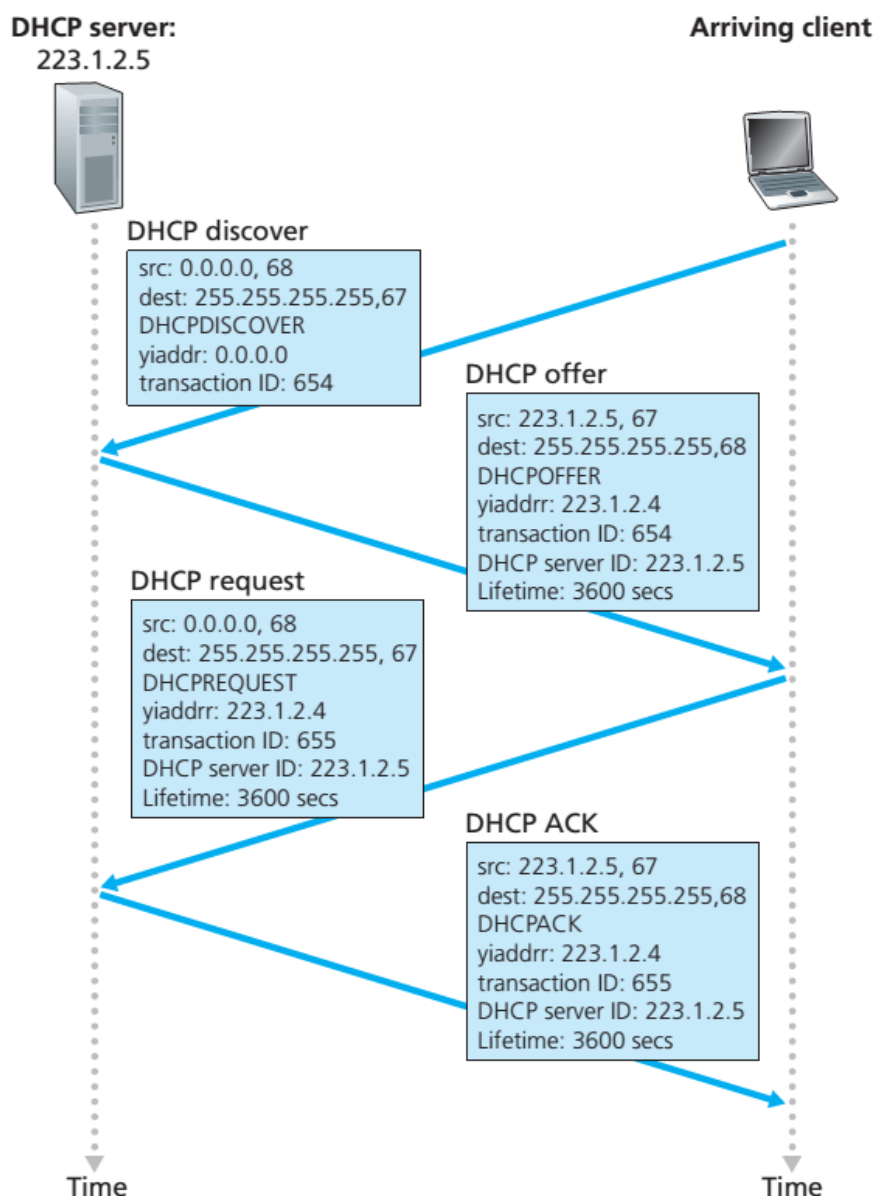 DHCP server:
223.1.2.5
Arriving client
DHCP discover
src: 0.0.0.0, 68
dest: 255.255.255.255,67
DHCPDISCOVER
yiaddr: 0.0.0.0
transaction ID: 654
DHCP offer
src: 223.1.2.5, 67
dest: 255.255.255.255,68
DHCPOFFER
yiaddrr: 223.1.2.4
transaction ID: 654
DHCP server ID: 223.1.2.5
Lifetime: 3600 secs
DHCP request
src: 0.0.0.0, 68
dest: 255.255.255.255, 67
DHCPREQUEST
yiaddrr: 223.1.2.4
transaction ID: 655
DHCP server ID: 223.1.2.5
Lifetime: 3600 secs
DHCP ACK
src: 223.1.2.5, 67
dest: 255.255.255.255,68
DHCPACK
yiaddrr: 223.1.2.4
transaction ID: 655
DHCP server ID: 223.1.2.5
Lifetime: 3600 secs
Time
Time